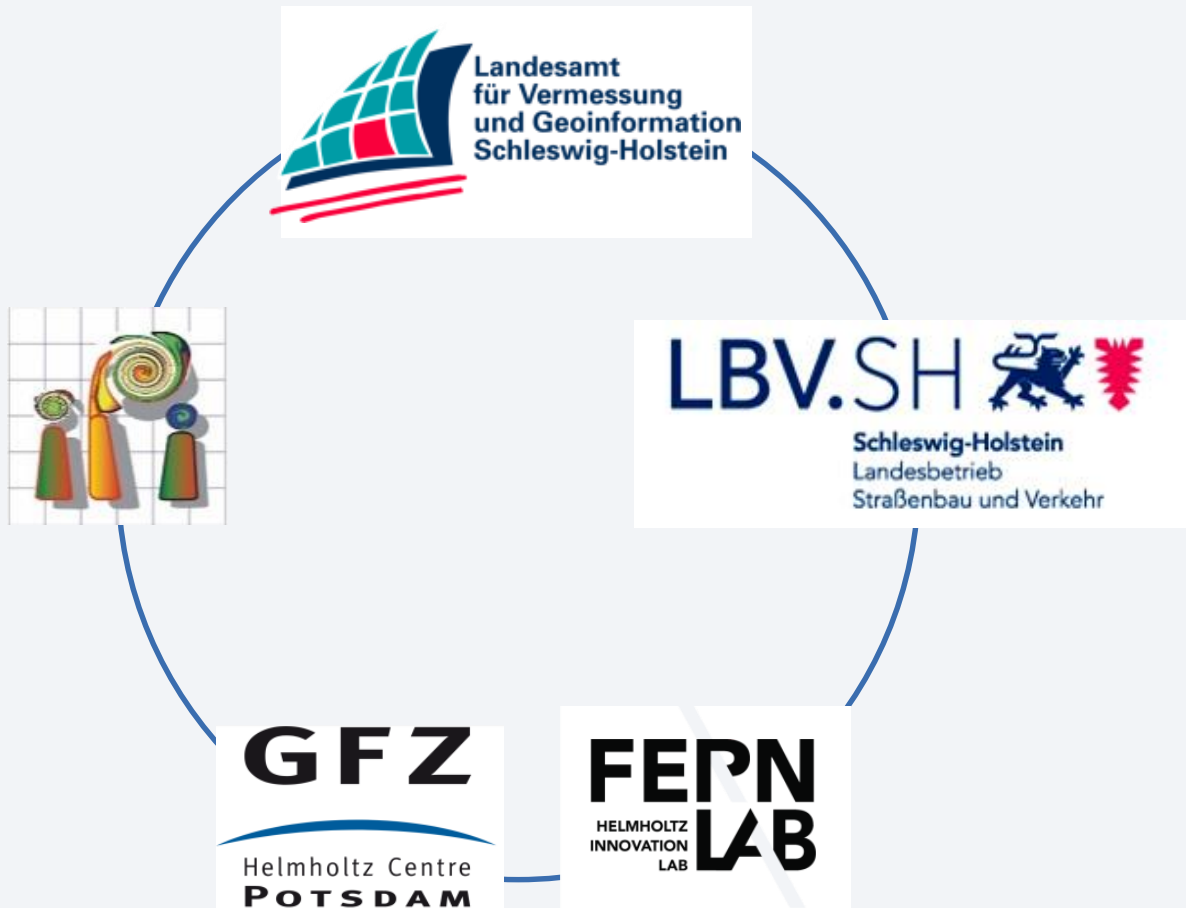 Landesamt
für Vermessung
und Geoinformation
Schleswig-Holstein
LBV.SH
Schleswig-Holstein
Landesbetrieb
Straßenbau und Verkehr
GFZ
Helmholtz Centre
POTSDAM
FERN
LAB
HELMHOLTZ
INNOVATION
LAB